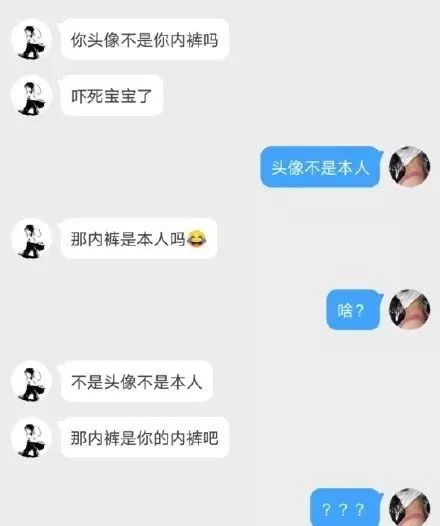 你头像不是你内裤吗
吓死宝宝了
头像不是本人
那内裤是本人吗😂
啥？
不是头像不是本人
那内裤是你的内裤吧
？？？